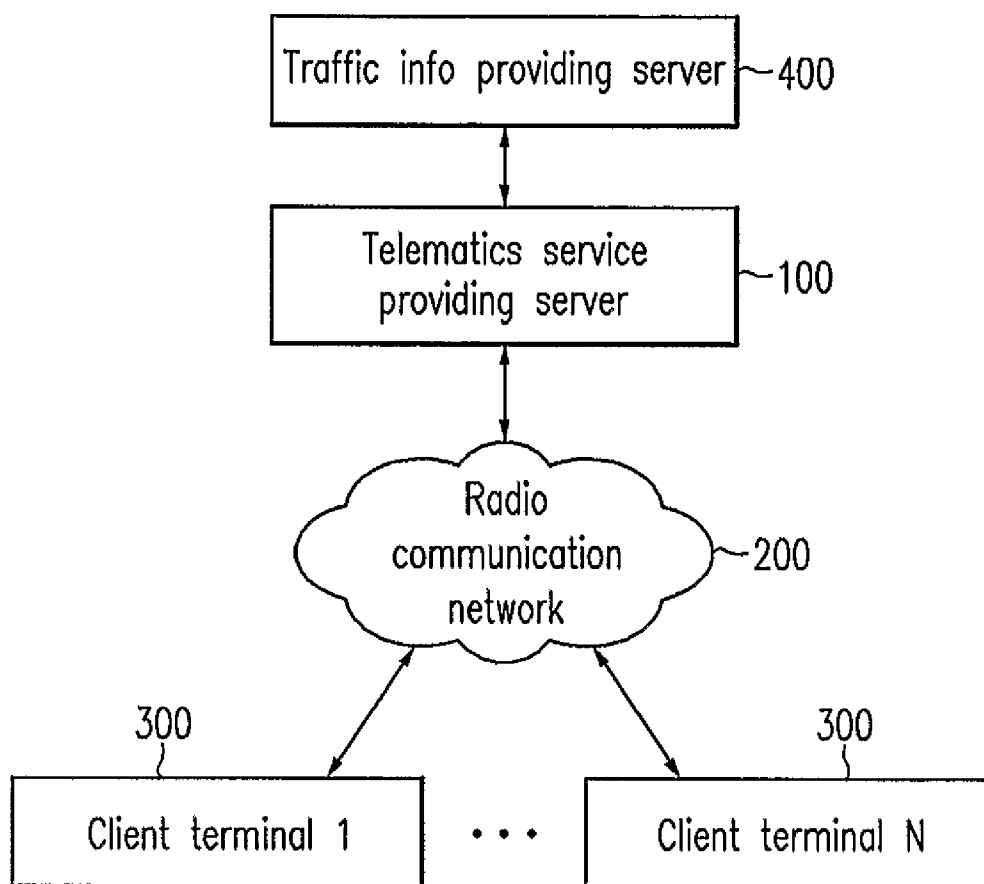 Traffic info providing server
400
Telematics service
providing server
100
Radio
communication
network
200
300
300
Client terminal 1
• • •
Client terminal N